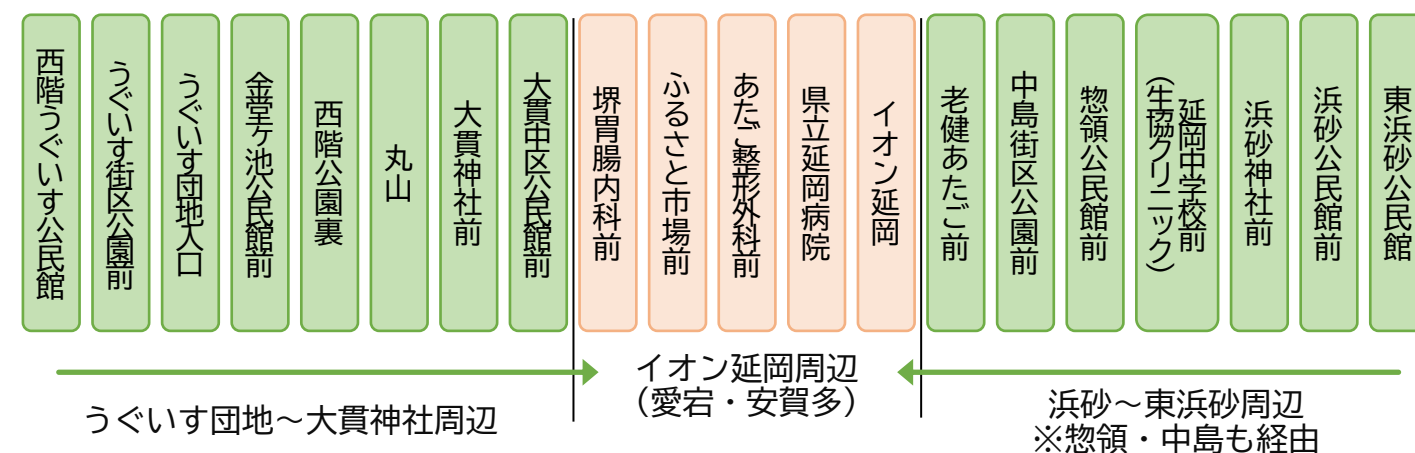 西階うぐいす公民館
うぐいす街区公園前
うぐいす団地入口
金堂ヶ池公民館前
西階公園裏
丸山
大貫神社前
大貫中区公民館前
堺胃腸内科前
ふるさと市場前
あたご整形外科前
県立延岡病院
イオン延岡
老健あたご前
中島街区公園前
惣領公民館前
延岡中学校前
(生協クリニック)
浜砂神社前
浜砂公民館前
東浜砂公民館
うぐいす団地～大貫神社周辺
イオン延岡周辺
(愛宕・安賀多)
浜砂～東浜砂周辺
※惣領・中島も経由